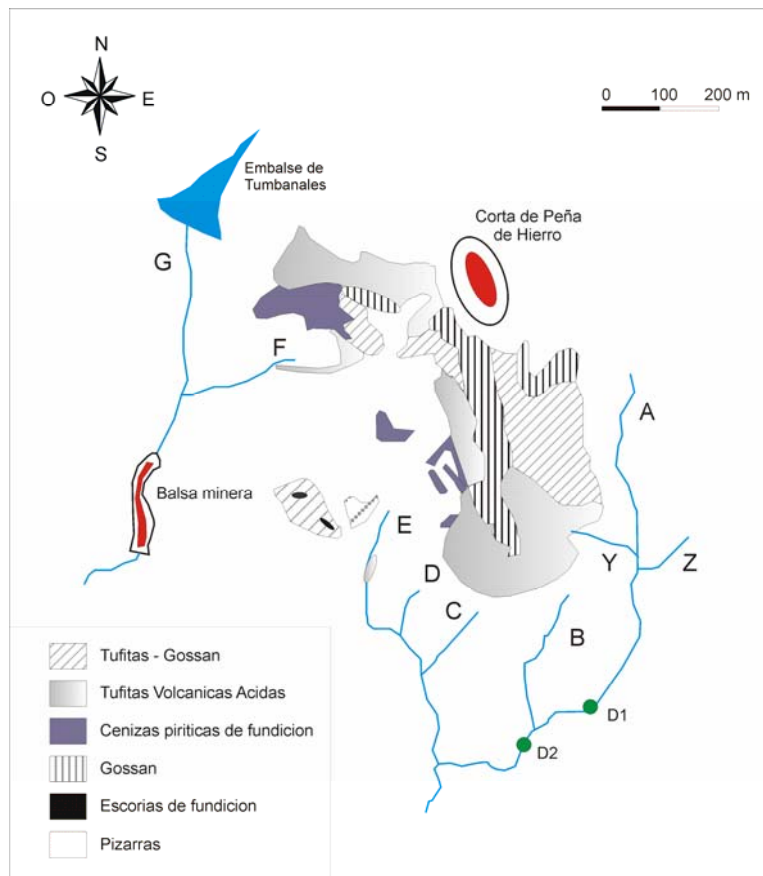 N
O E
S
0 100 200 m
Embalse de
Tumbanales
Corta de Peña
de Hierro
G
F
A
Balsa minera
E
Y Z
D
C
B
D1
D2
Tufitas - Gossan
Tufitas Volcanicas Acidas
Cenizas piriticas de fundicion
Gossan
Escorias de fundicion
Pizarras